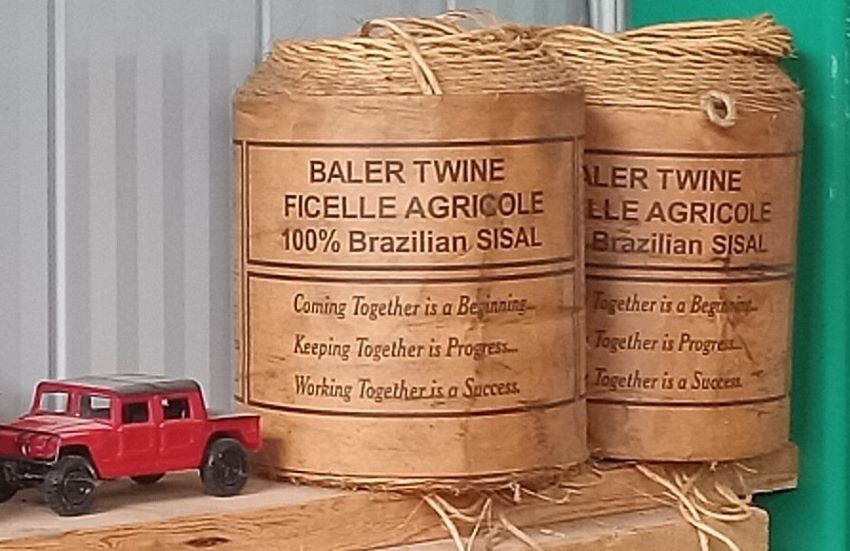 BALER TWINE
FICELLE AGRICOLE
100% Brazilian SISAL
Coming Together is a Beginning...
Keeping Together is Progress...
Working Together is a Success.
ALER TWINE
LLE AGRICOLE
Brazilian SISAL
Together is a Beginning...
Together is Progress...
Together is a Success.